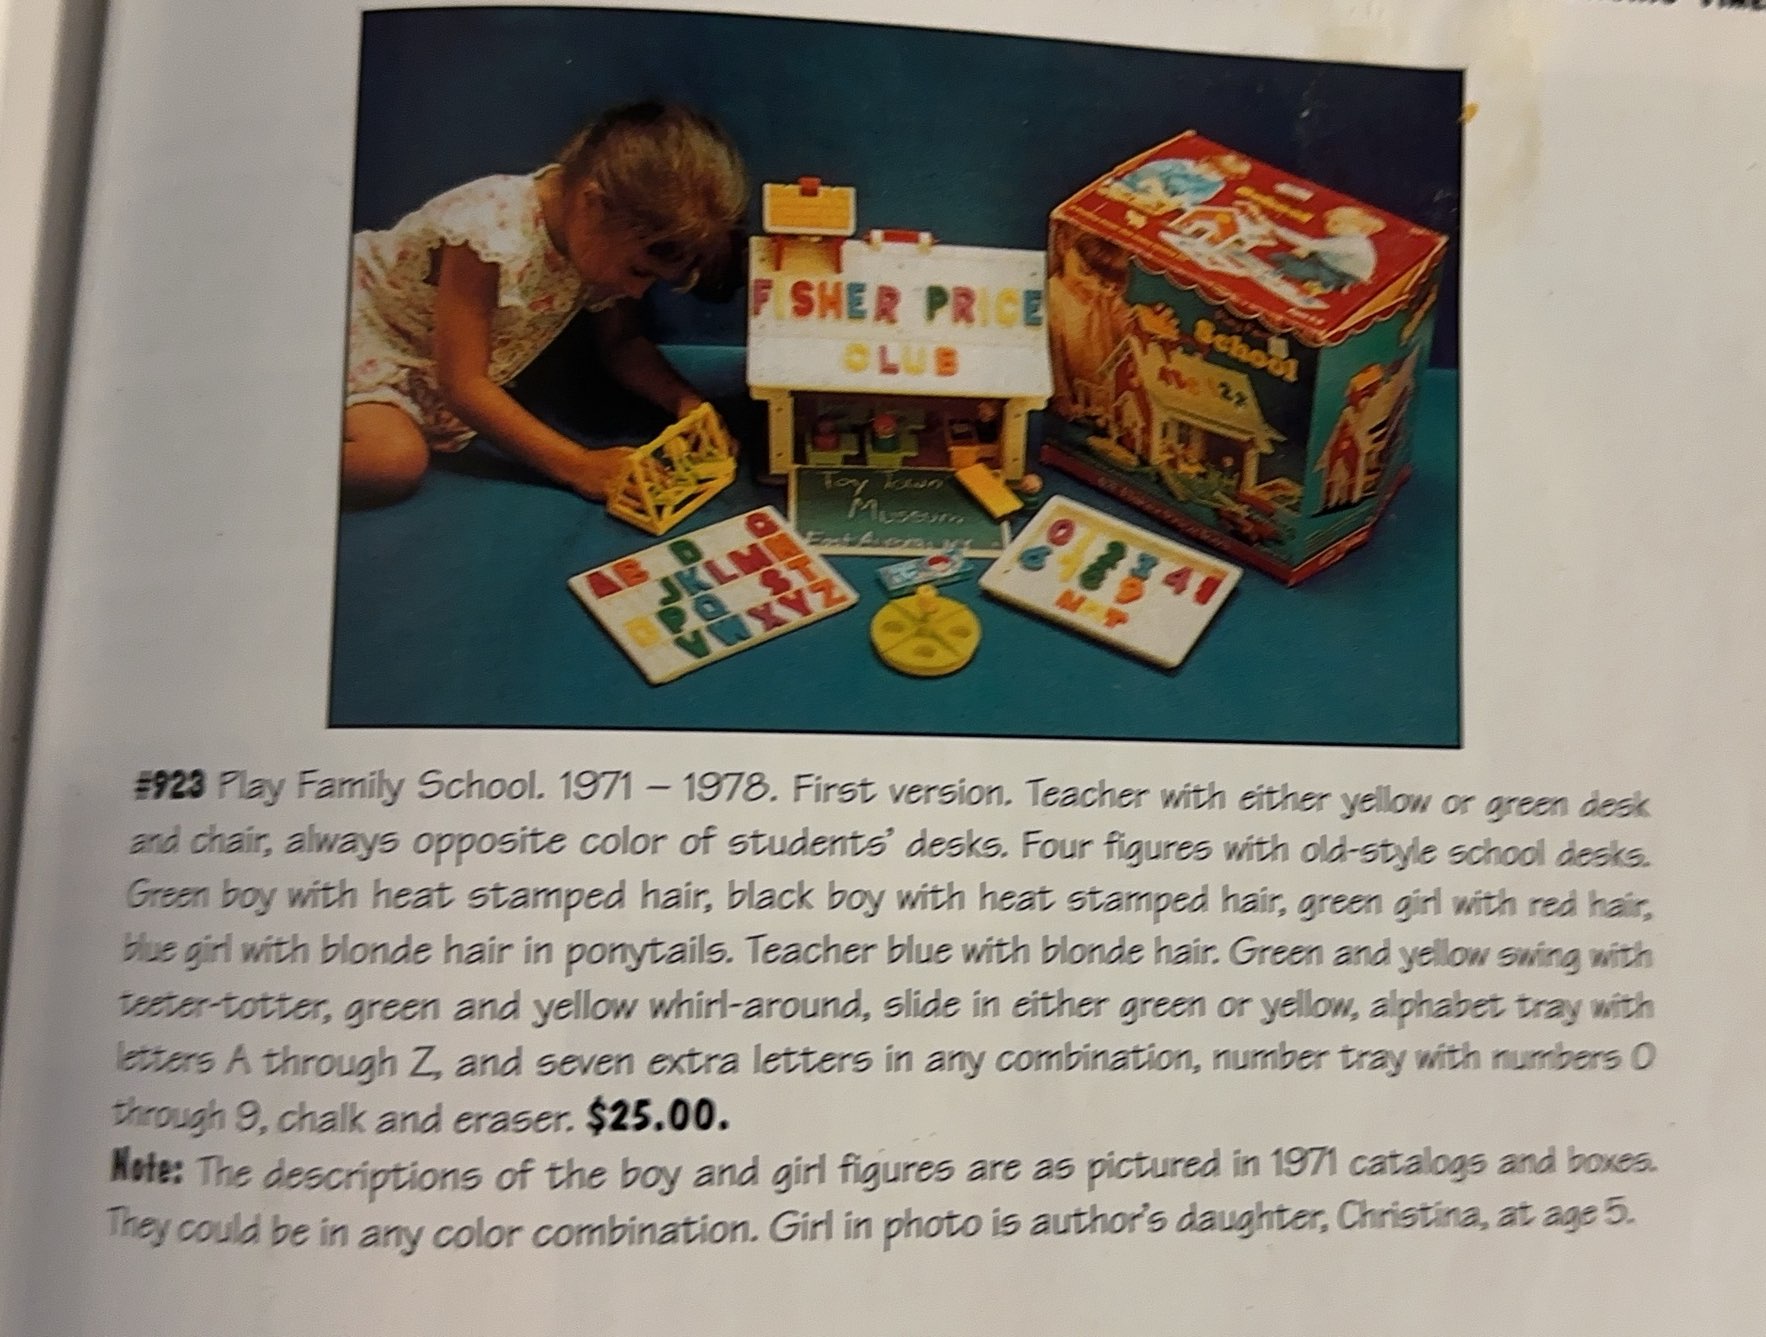 FISHER PRICE
CLUB
School
Toy Town
Museum
#923 Play Family School. 1971 – 1978. First version. Teacher with either yellow or green desk
and chair, always opposite color of students' desks. Four figures with old-style school desks.
Green boy with heat stamped hair, black boy with heat stamped hair, green girl with red hair,
blue girl with blonde hair in ponytails. Teacher blue with blonde hair. Green and yellow swing with
teeter-totter, green and yellow whirl-around, slide in either green or yellow, alphabet tray with
letters A through Z, and seven extra letters in any combination, number tray with numbers 0
through 9, chalk and eraser. $25.00.
Note: The descriptions of the boy and girl figures are as pictured in 1971 catalogs and boxes.
They could be in any color combination. Girl in photo is author's daughter, Christina, at age 5.